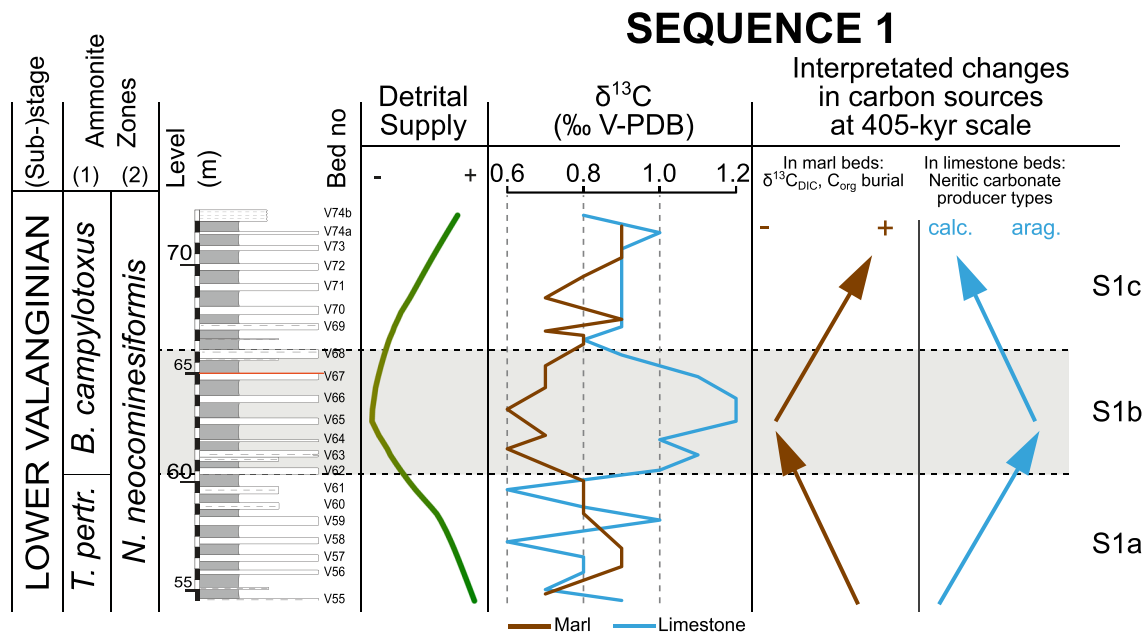 SEQUENCE 1
(Sub-)stage
Ammonite
Zones
(1)
(2)
Level
(m)
Bed no
Detrital
Supply
- +
δ13C
(‰ V-PDB)
0.6 0.8 1.0 1.2
Interpretated changes
in carbon sources
at 405-kyr scale
In marl beds:
δ13CDIC, Corg burial
- +
In limestone beds:
Neritic carbonate
producer types
calc. arag.
LOWER VALANGINIAN
B. campylotoxus
T. pertr.
N. neocominesiformis
70
65
60
55
V74b
V74a
V73
V72
V71
V70
V69
V68
V67
V66
V65
V64
V63
V62
V61
V60
V59
V58
V57
V56
V55
S1c
S1b
S1a
Marl
Limestone